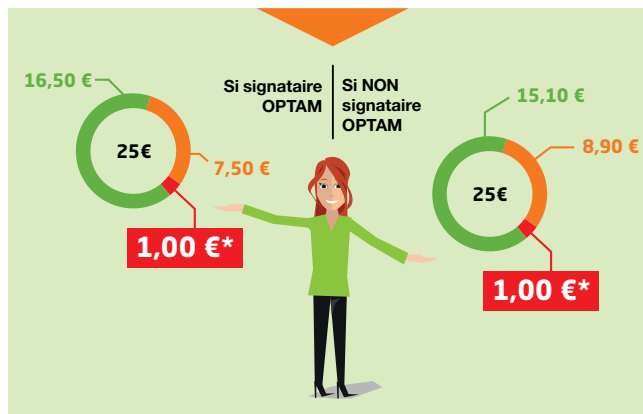 Si signataire
OPTAM
Si NON
signataire
OPTAM
16,50 €
25€
7,50 €
1,00 €*
15,10 €
8,90 €
25€
1,00 €*